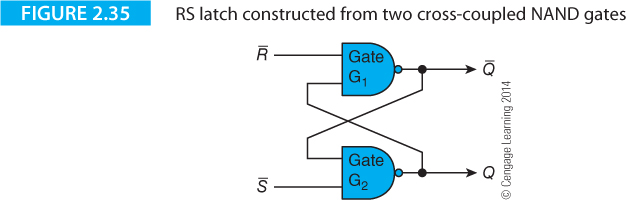 FIGURE 2.35 RS latch constructed from two cross-coupled NAND gates
R̅
Gate
G₁
Q̅
Gate
G₂
Q
S̅
© Cengage Learning 2014